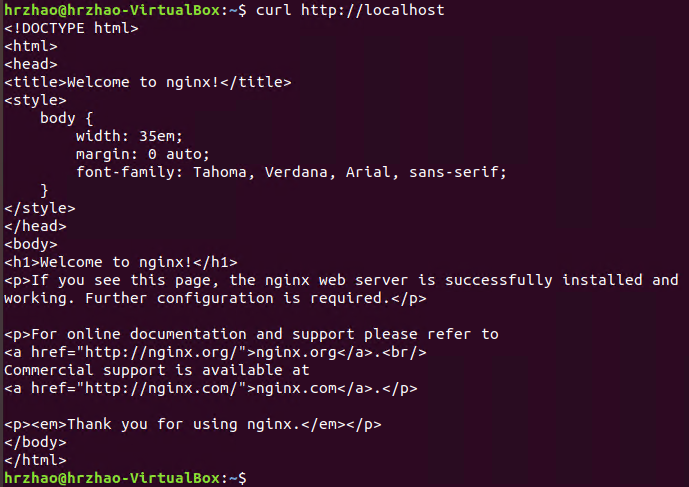 hrzhao@hrzhao-VirtualBox:~$ curl http://localhost
<!DOCTYPE html>
<html>
<head>
<title>Welcome to nginx!</title>
<style>
    body {
        width: 35em;
        margin: 0 auto;
        font-family: Tahoma, Verdana, Arial, sans-serif;
    }
</style>
</head>
<body>
<h1>Welcome to nginx!</h1>
<p>If you see this page, the nginx web server is successfully installed and
working. Further configuration is required.</p>

<p>For online documentation and support please refer to
<a href="http://nginx.org/">nginx.org</a>.<br/>
Commercial support is available at
<a href="http://nginx.com/">nginx.com</a>.</p>

<p><em>Thank you for using nginx.</em></p>
</body>
</html>
hrzhao@hrzhao-VirtualBox:~$